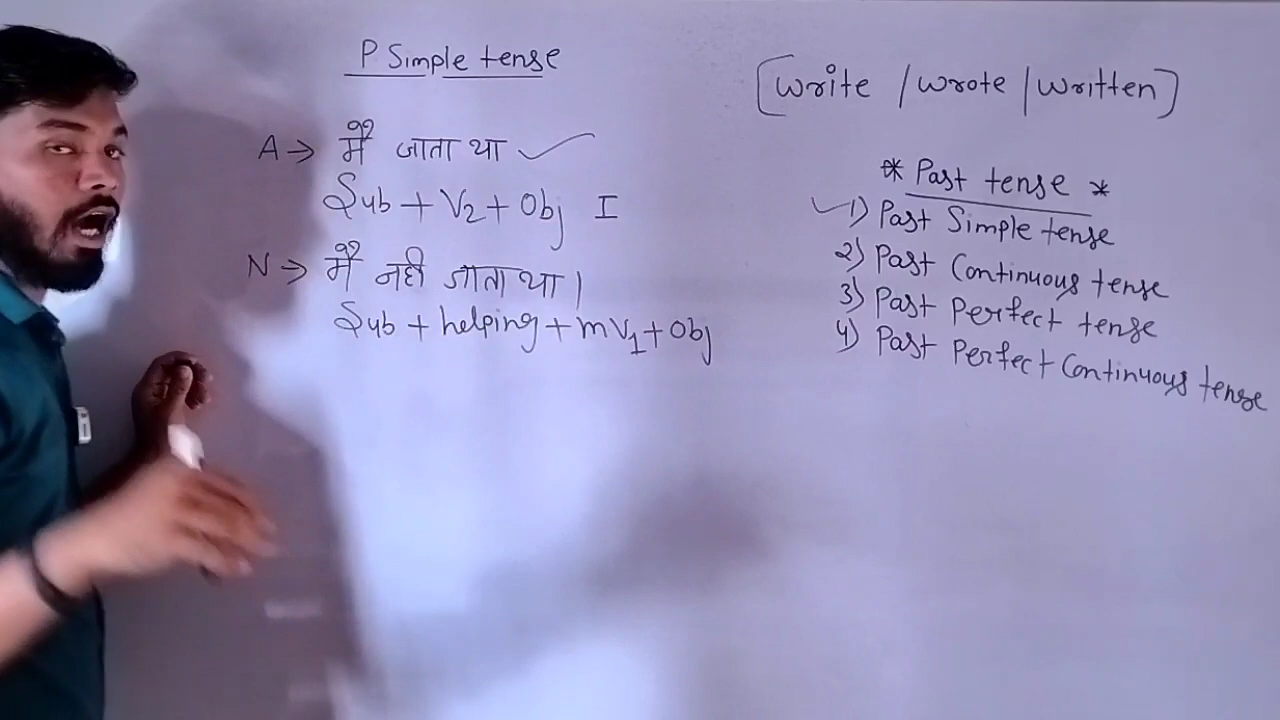 P Simple tense
A → मैं जाता था ✓
Sub + V2 + Obj I
N → मैं नही जाता था।
Sub + helping + mV1 + Obj
[Write / Wrote / Written]
* Past tense *
✓ 1) Past Simple tense
2) Past Continuous tense
3) Past Perfect tense
4) Past Perfect Continuous tense